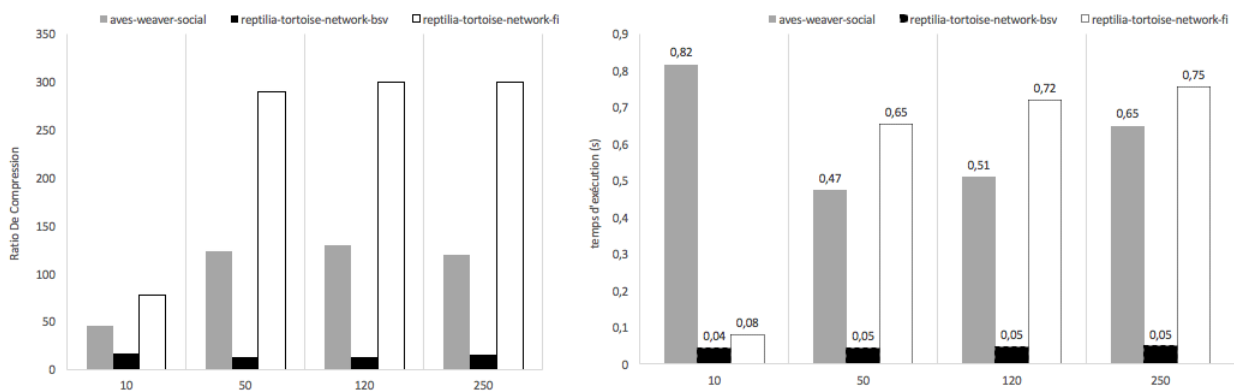 aves-weaver-social reptilia-tortoise-network-bsv reptilia-tortoise-network-fi
350
300
250
200
150
100
50
0
Ratio De Compression
10 50 120 250
aves-weaver-social reptilia-tortoise-network-bsv reptilia-tortoise-network-fi
0,9
0,8
0,7
0,6
0,5
0,4
0,3
0,2
0,1
0
temps d'exécution (s)
0,82 0,04 0,08
0,47 0,05 0,65
0,51 0,05 0,72
0,65 0,05 0,75
10 50 120 250